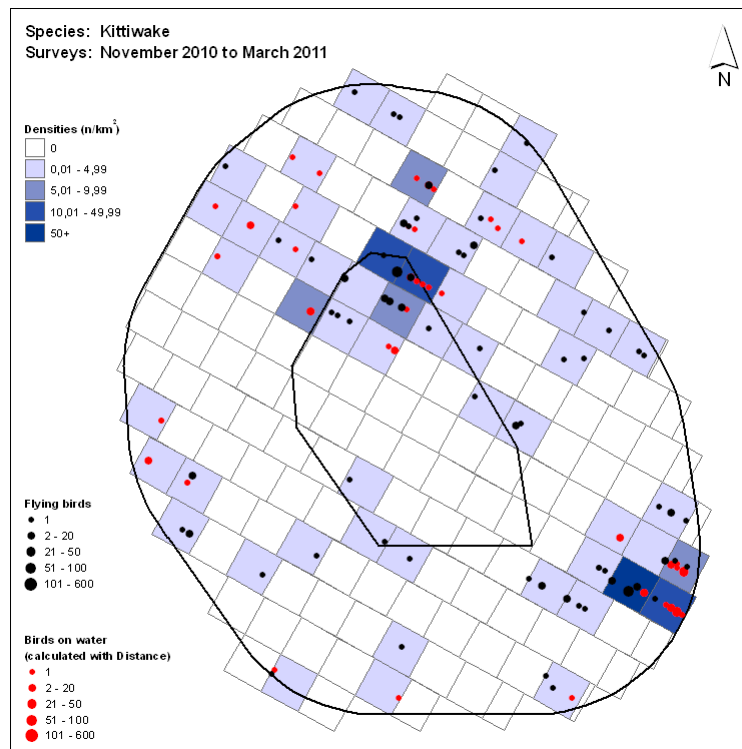 Species: Kittiwake
Surveys: November 2010 to March 2011
N
Densities (n/km²)
0
0,01 - 4,99
5,01 - 9,99
10,01 - 49,99
50+
Flying birds
1
2 - 20
21 - 50
51 - 100
101 - 600
Birds on water
(calculated with Distance)
1
2 - 20
21 - 50
51 - 100
101 - 600